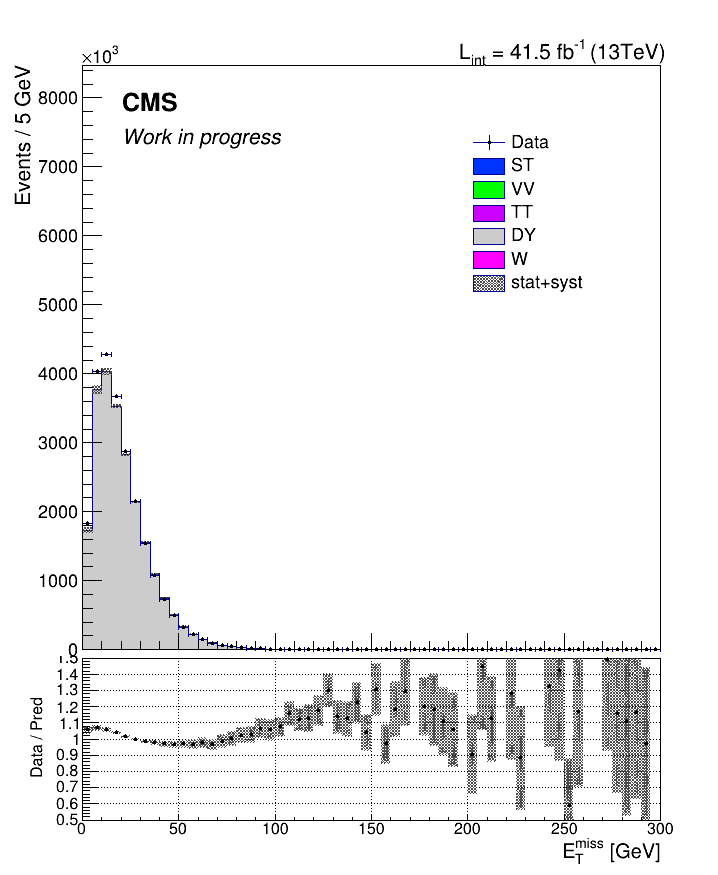 ×10³
L_int = 41.5 fb⁻¹ (13TeV)
Events / 5 GeV
CMS
Work in progress
Data
ST
VV
TT
DY
W
stat+syst
8000
7000
6000
5000
4000
3000
2000
1000
0
Data / Pred
1.5
1.4
1.3
1.2
1.1
1
0.9
0.8
0.7
0.6
0.5
0 50 100 150 200 250 300
E_T^miss [GeV]